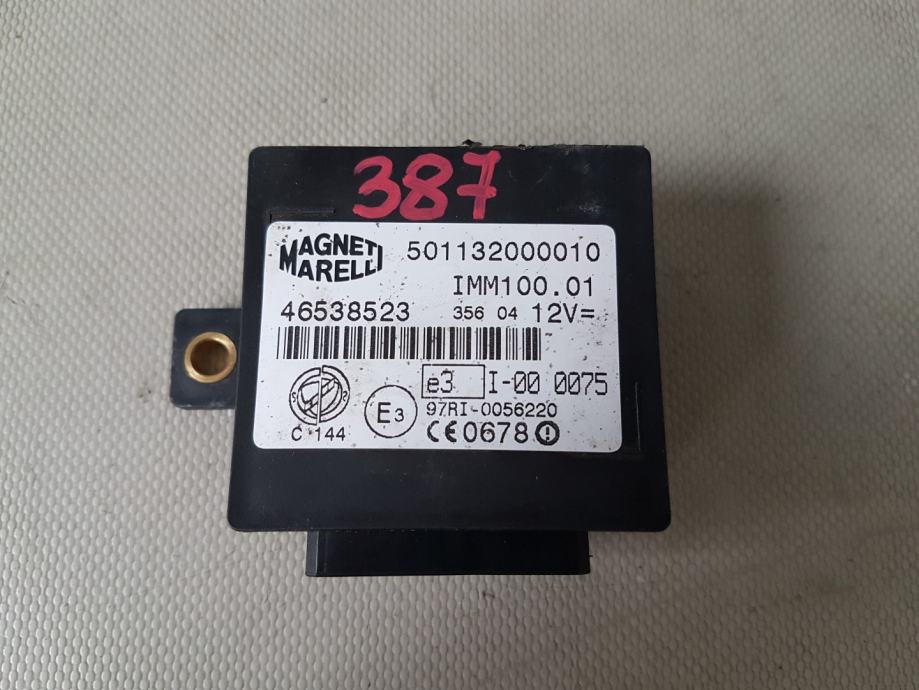 387
MAGNETI MARELLI 501132000010
IMM100.01
46538523 356 04 12V=
e3 I-00 0075
E3 97RI-0056220
C 144 CE0678